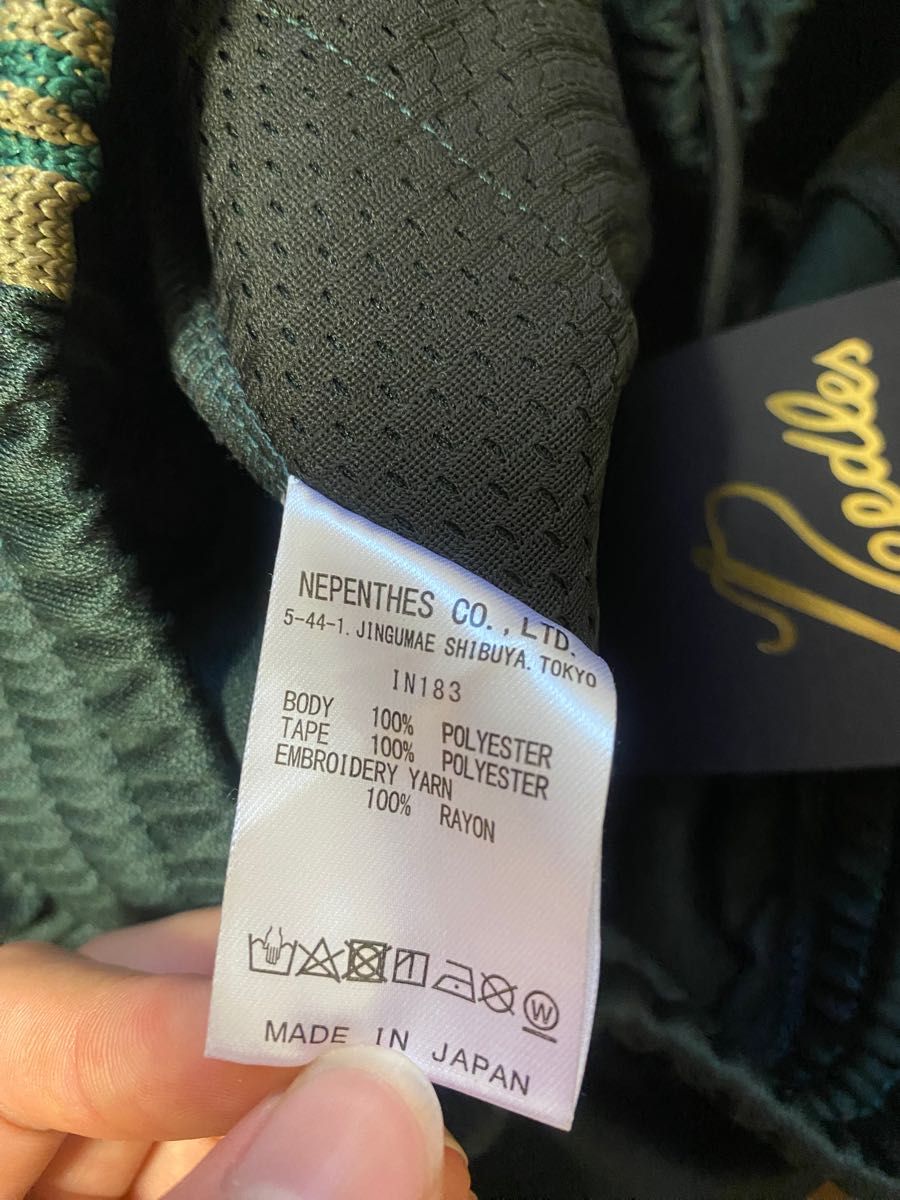 Needles
NEPENTHES CO., LTD.
5-44-1. JINGUMAE SHIBUYA. TOKYO
IN183
BODY 100% POLYESTER
TAPE 100% POLYESTER
EMBROIDERY YARN
100% RAYON
W
MADE IN JAPAN